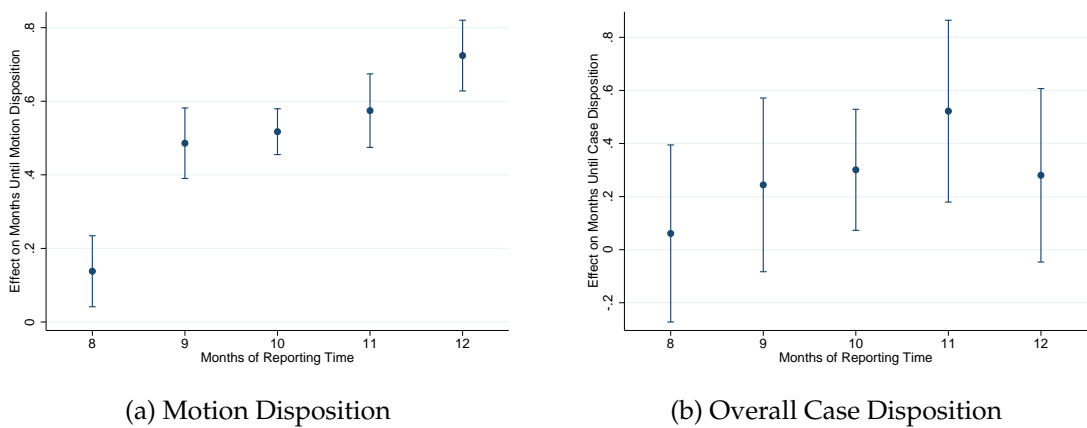 Effect on Months Until Motion Disposition
.8
.6
.4
.2
0
8 9 10 11 12
Months of Reporting Time
(a) Motion Disposition
Effect on Months Until Case Disposition
.8
.6
.4
.2
0
-.2
8 9 10 11 12
Months of Reporting Time
(b) Overall Case Disposition